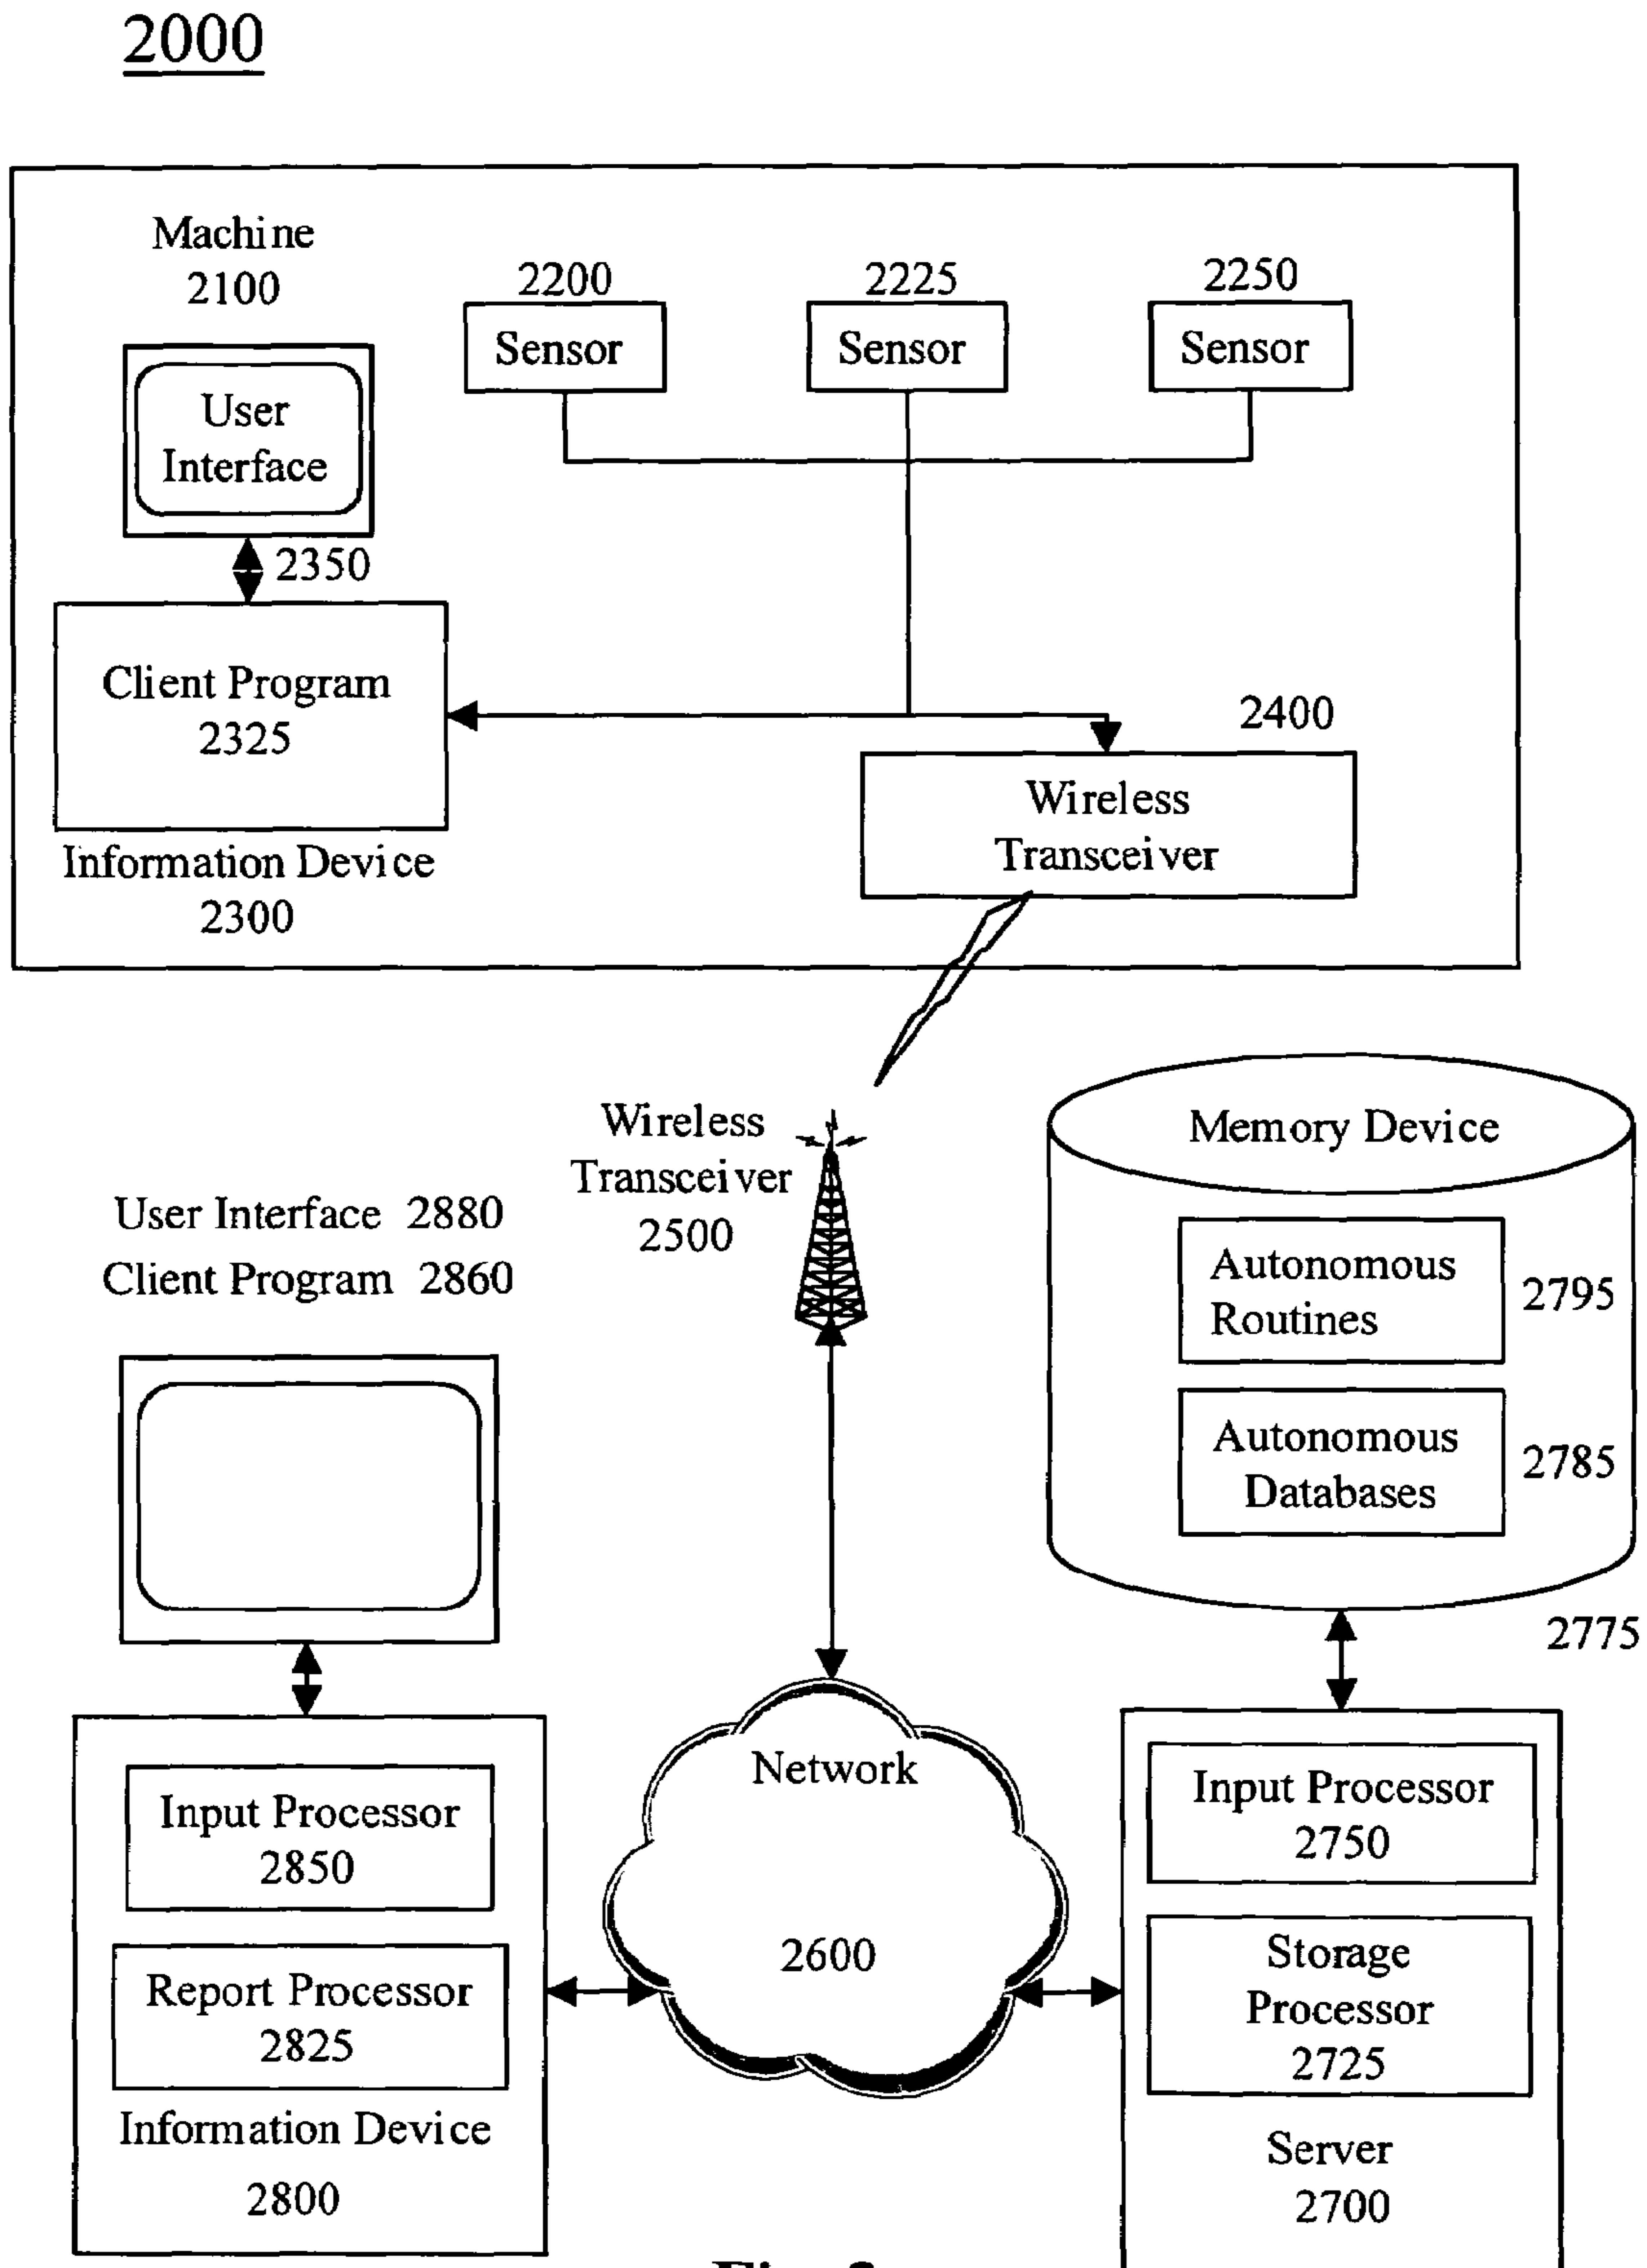 2000
Machine
2100
2200
2225
2250
Sensor
Sensor
Sensor
User
Interface
2350
Client Program
2325
2400
Wireless
Transceiver
Information Device
2300
Wireless
Transceiver
2500
Memory Device
User Interface 2880
Client Program 2860
Autonomous
Routines
2795
Autonomous
Databases
2785
2775
Network
2600
Input Processor
2850
Report Processor
2825
Information Device
2800
Input Processor
2750
Storage
Processor
2725
Server
2700